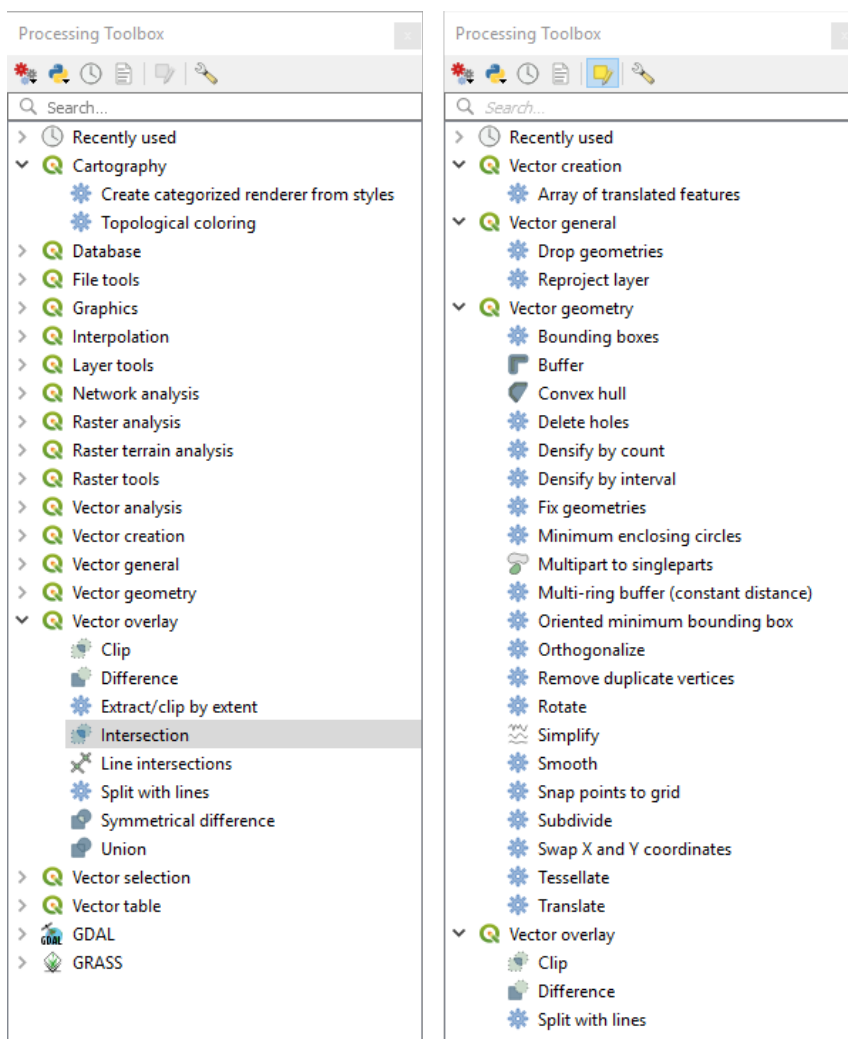 Processing Toolbox
x
Search...
Recently used
Cartography
Create categorized renderer from styles
Topological coloring
Database
File tools
Graphics
Interpolation
Layer tools
Network analysis
Raster analysis
Raster terrain analysis
Raster tools
Vector analysis
Vector creation
Vector general
Vector geometry
Vector overlay
Clip
Difference
Extract/clip by extent
Intersection
Line intersections
Split with lines
Symmetrical difference
Union
Vector selection
Vector table
GDAL GDAL
GRASS
Processing Toolbox
x
Search...
Recently used
Vector creation
Array of translated features
Vector general
Drop geometries
Reproject layer
Vector geometry
Bounding boxes
Buffer
Convex hull
Delete holes
Densify by count
Densify by interval
Fix geometries
Minimum enclosing circles
Multipart to singleparts
Multi-ring buffer (constant distance)
Oriented minimum bounding box
Orthogonalize
Remove duplicate vertices
Rotate
Simplify
Smooth
Snap points to grid
Subdivide
Swap X and Y coordinates
Tessellate
Translate
Vector overlay
Clip
Difference
Split with lines